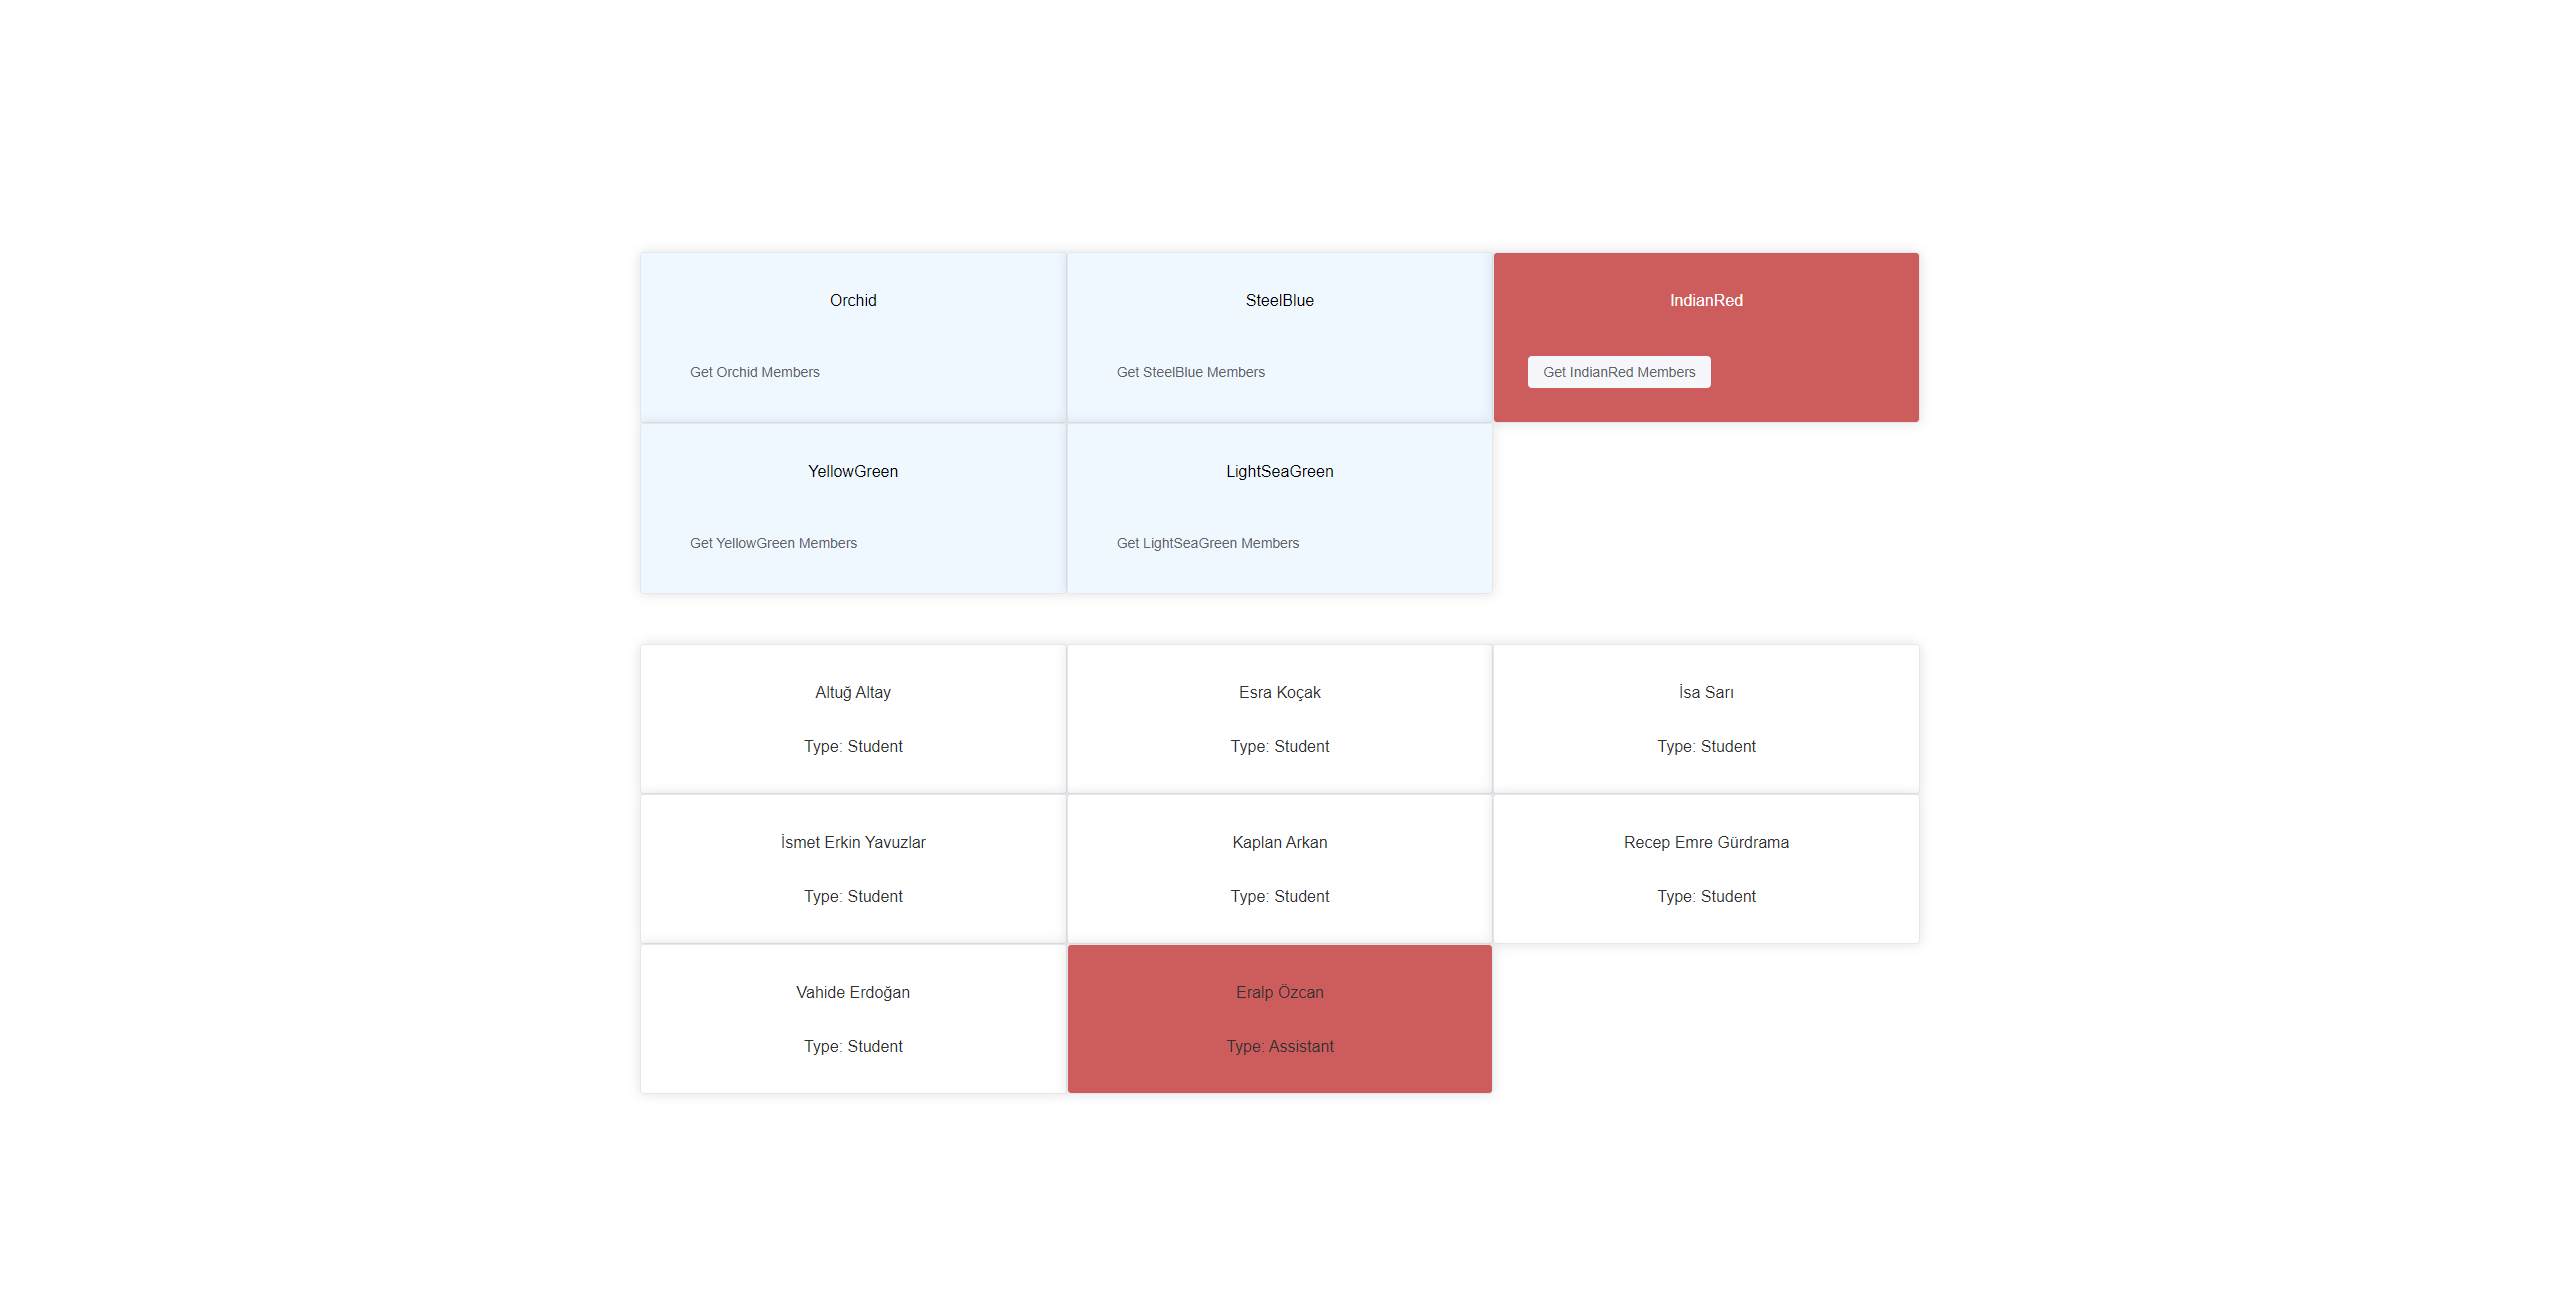 Orchid
SteelBlue
IndianRed
Get Orchid Members
Get SteelBlue Members
Get IndianRed Members
YellowGreen
LightSeaGreen
Get YellowGreen Members
Get LightSeaGreen Members
Altuğ Altay
Esra Koçak
İsa Sarı
Type: Student
Type: Student
Type: Student
İsmet Erkin Yavuzlar
Kaplan Arkan
Recep Emre Gürdrama
Type: Student
Type: Student
Type: Student
Vahide Erdoğan
Eralp Özcan
Type: Student
Type: Assistant